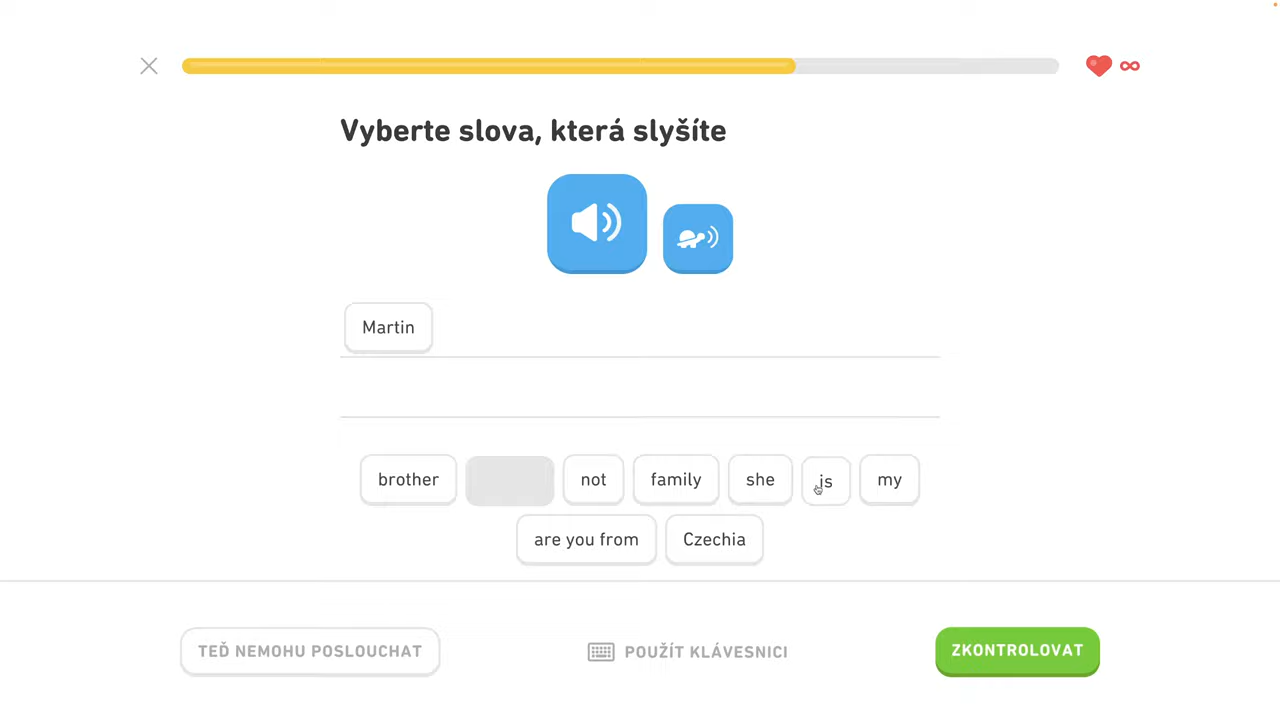 Vyberte slova, která slyšíte
Martin
brother not family she is my
are you from Czechia
TEĎ NEMOHU POSLOUCHAT POUŽÍT KLÁVESNICI ZKONTROLOVAT